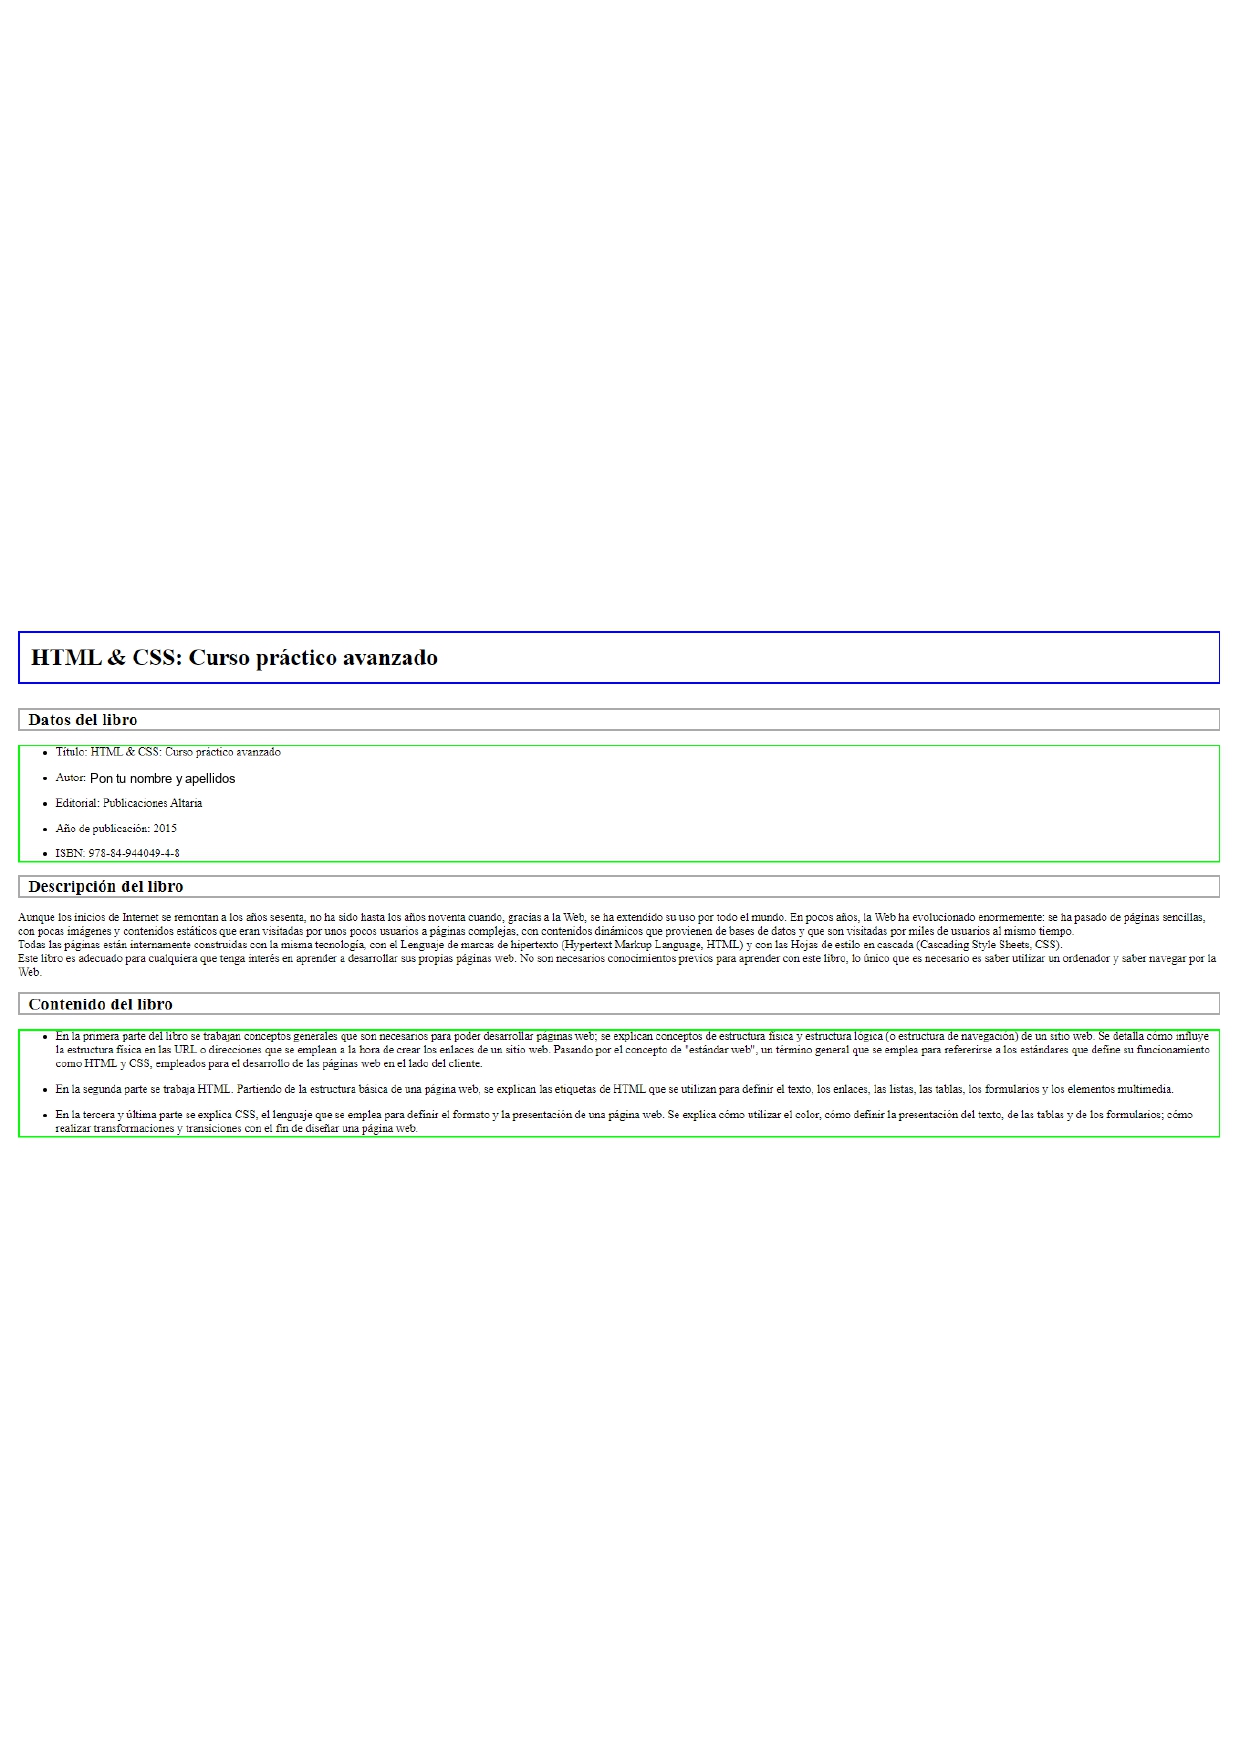 HTML & CSS: Curso práctico avanzado
Datos del libro
• Título: HTML & CSS: Curso práctico avanzado
• Autor: Pon tu nombre y apellidos
• Editorial: Publicaciones Altaria
• Año de publicación: 2015
• ISBN: 978-84-944049-4-8
Descripción del libro
Aunque los inicios de Internet se remontan a los años sesenta, no ha sido hasta los años noventa cuando, gracias a la Web, se ha extendido su uso por todo el mundo. En pocos años, la Web ha evolucionado enormemente: se ha pasado de páginas sencillas,
con pocas imágenes y contenidos estáticos que eran visitadas por unos pocos usuarios a páginas complejas, con contenidos dinámicos que provienen de bases de datos y que son visitadas por miles de usuarios al mismo tiempo.
Todas las páginas están internamente construidas con la misma tecnología, con el Lenguaje de marcas de hipertexto (Hypertext Markup Language, HTML) y con las Hojas de estilo en cascada (Cascading Style Sheets, CSS).
Este libro es adecuado para cualquiera que tenga interés en aprender a desarrollar sus propias páginas web. No son necesarios conocimientos previos para aprender con este libro, lo único que es necesario es saber utilizar un ordenador y saber navegar por la
Web.
Contenido del libro
• En la primera parte del libro se trabajan conceptos generales que son necesarios para poder desarrollar páginas web; se explican conceptos de estructura física y estructura lógica (o estructura de navegación) de un sitio web. Se detalla cómo influye
la estructura física en las URL o direcciones que se emplean a la hora de crear los enlaces de un sitio web. Pasando por el concepto de "estándar web", un término general que se emplea para refererirse a los estándares que define su funcionamiento
como HTML y CSS, empleados para el desarrollo de las páginas web en el lado del cliente.
• En la segunda parte se trabaja HTML. Partiendo de la estructura básica de una página web, se explican las etiquetas de HTML que se utilizan para definir el texto, los enlaces, las listas, las tablas, los formularios y los elementos multimedia.
• En la tercera y última parte se explica CSS, el lenguaje que se emplea para definir el formato y la presentación de una página web. Se explica cómo utilizar el color, cómo definir la presentación del texto, de las tablas y de los formularios; cómo
realizar transformaciones y transiciones con el fin de diseñar una página web.